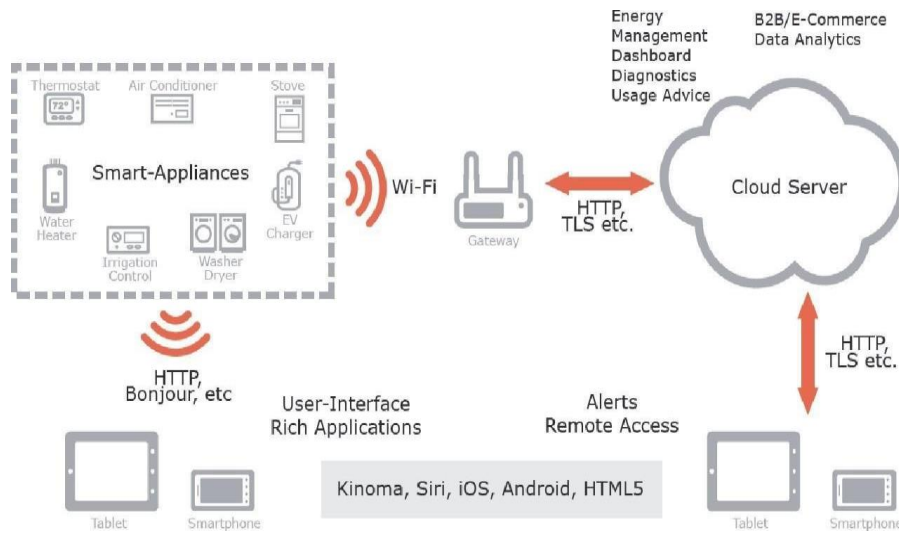 Energy
Management
Dashboard
Diagnostics
Usage Advice
B2B/E-Commerce
Data Analytics
Thermostat
Air Conditioner
Stove
72°
Smart-Appliances
Water
Heater
EV
Charger
Irrigation
Control
Washer
Dryer
Wi-Fi
Gateway
HTTP,
TLS etc.
Cloud Server
HTTP,
TLS etc.
HTTP,
Bonjour, etc
User-Interface
Rich Applications
Alerts
Remote Access
Kinoma, Siri, iOS, Android, HTML5
Tablet
Smartphone
Tablet
Smartphone